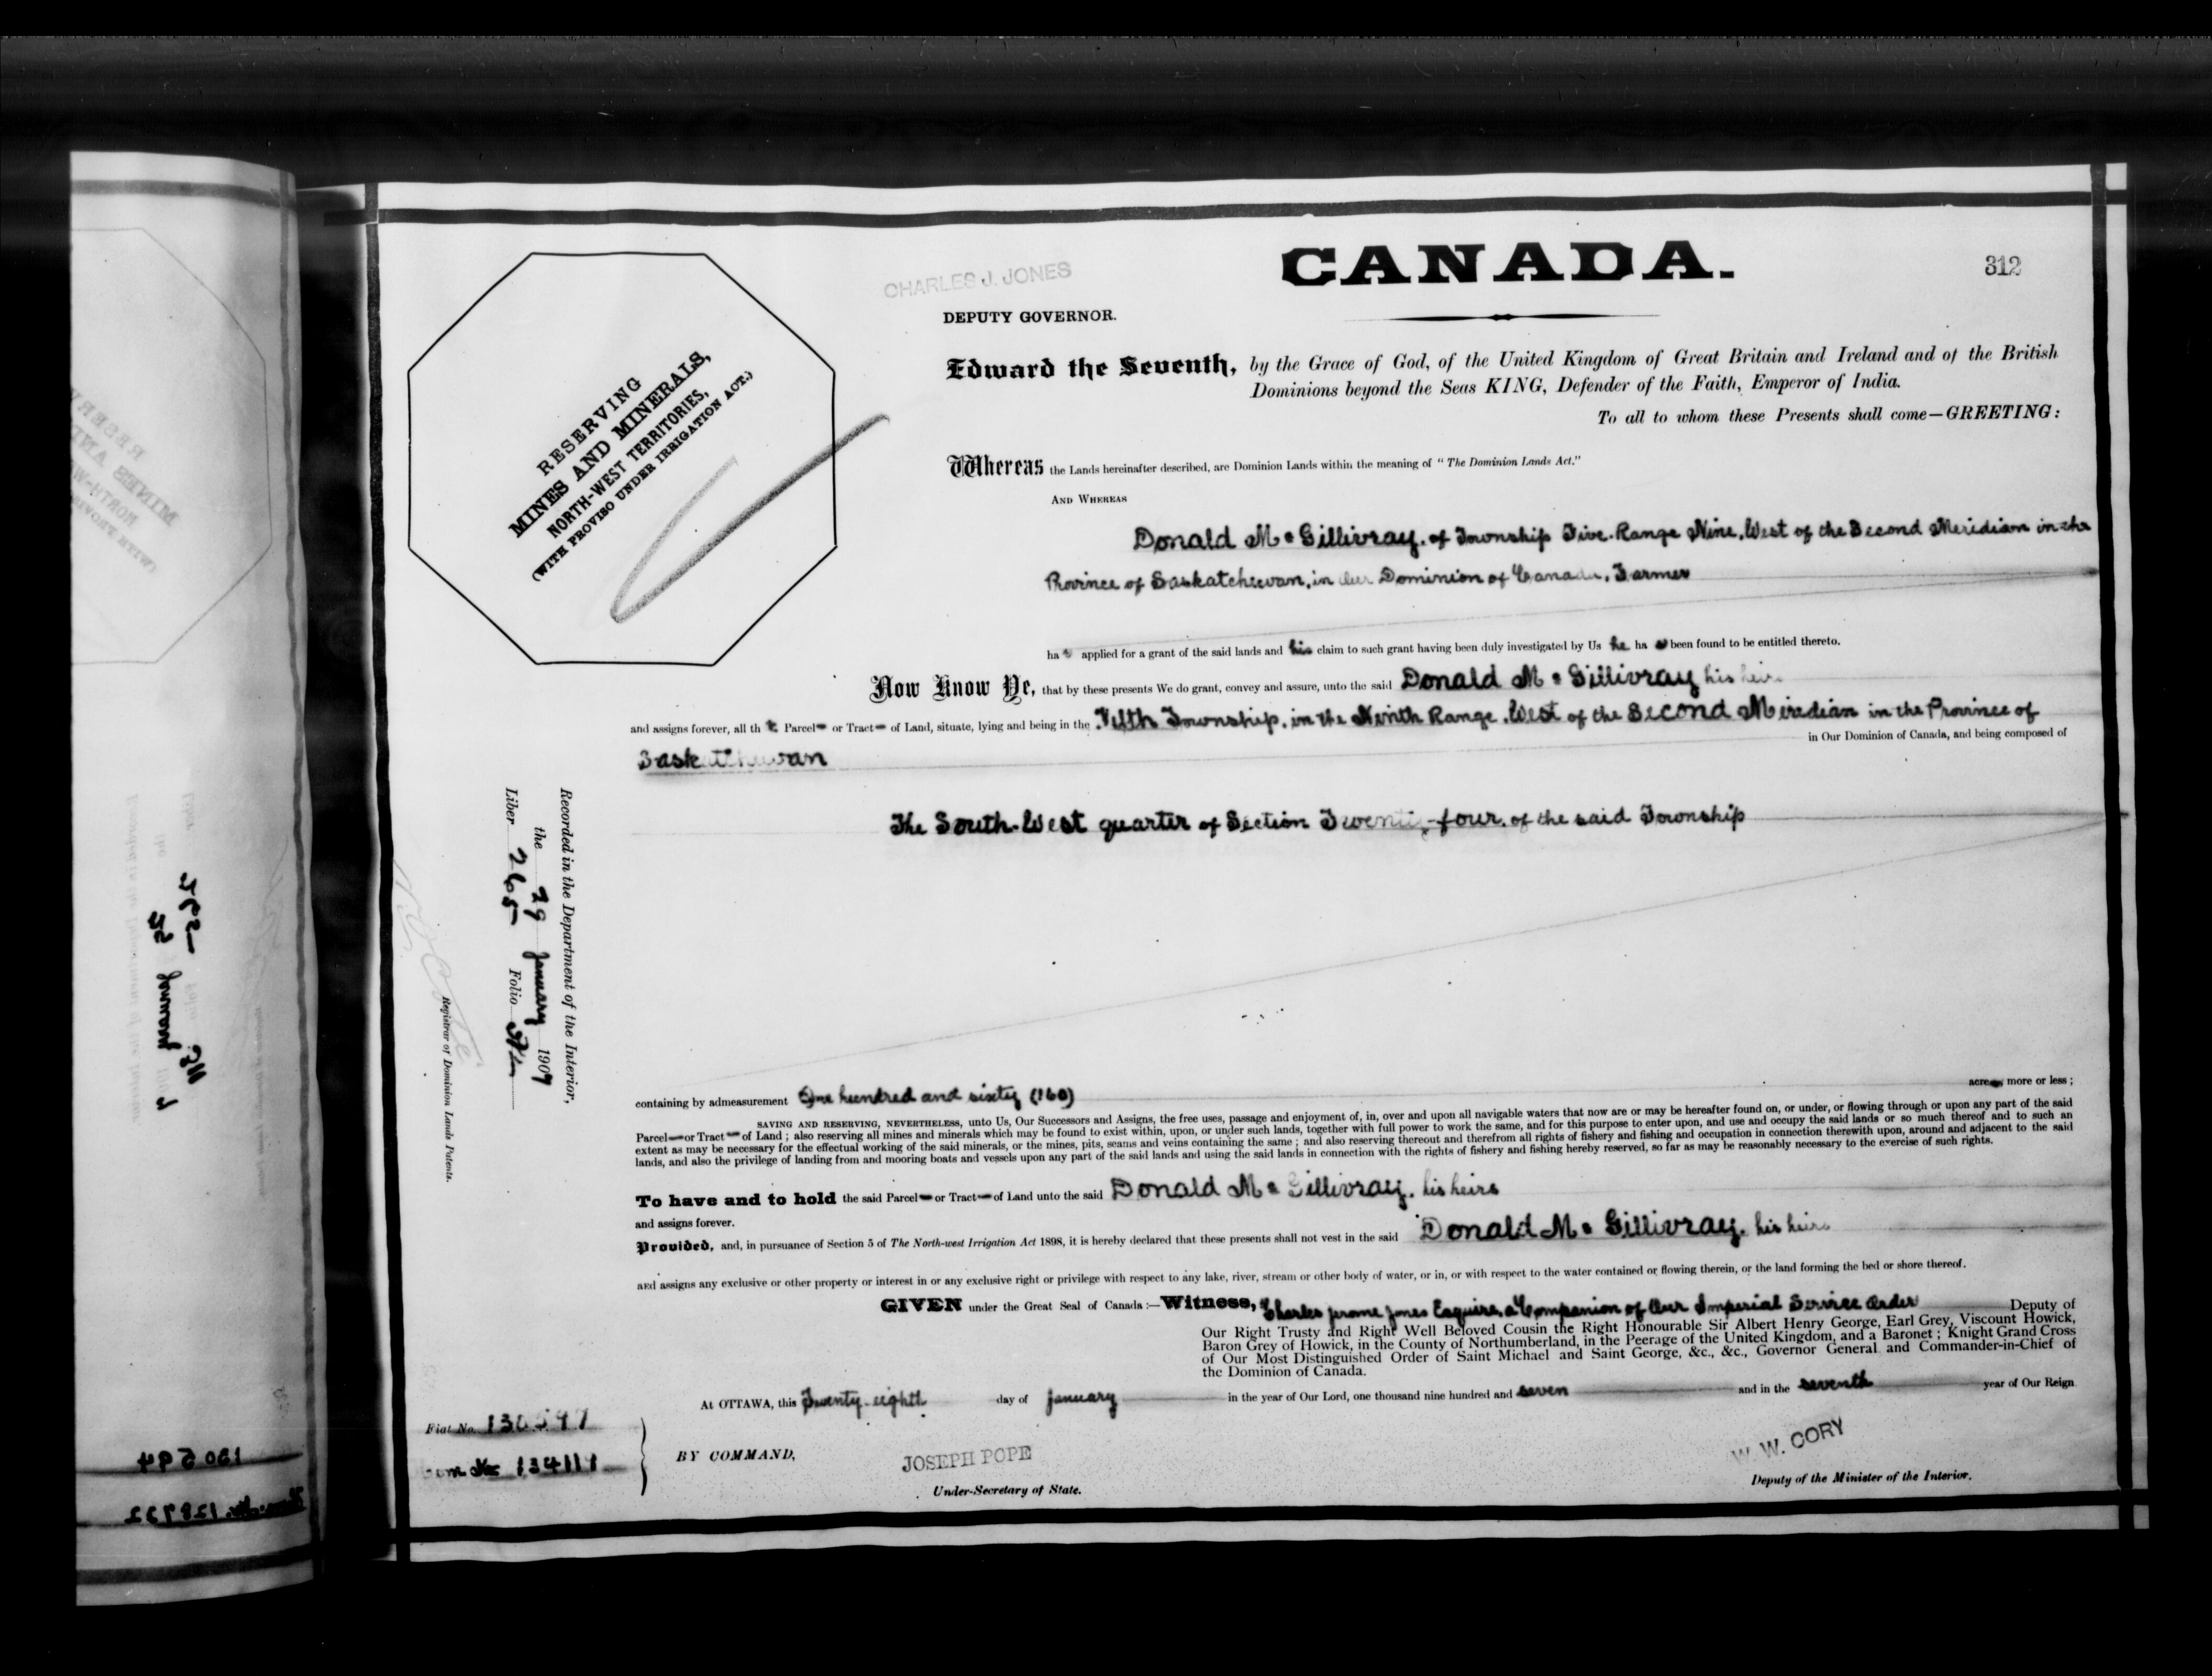 CHARLES J. JONES
CANADA.
312
DEPUTY GOVERNOR.
RESERVING
MINES AND MINERALS,
NORTH-WEST TERRITORIES,
(WITH PROVISO UNDER IRRIGATION ACT.)
Edward the Seventh, by the Grace of God, of the United Kingdom of Great Britain and Ireland and of the British
Dominions beyond the Seas KING, Defender of the Faith, Emperor of India.
To all to whom these Presents shall come—GREETING:
Whereas the Lands hereinafter described, are Dominion Lands within the meaning of "The Dominion Lands Act."
AND WHEREAS
Donald Mc Gillivray, of Township Five, Range Nine, West of the Second Meridian in the
Province of Saskatchewan, in Our Dominion of Canada, Farmer
ha s applied for a grant of the said lands and his claim to such grant having been duly investigated by Us he ha s been found to be entitled thereto.
Now Know Ye, that by these presents We do grant, convey and assure, unto the said Donald Mc Gillivray his heirs
and assigns forever, all th t Parcel or Tract of Land, situate, lying and being in the Fifth Township, in the Ninth Range, West of the Second Meridian in the Province of
Saskatchewan in Our Dominion of Canada, and being composed of
The South-West quarter of Section Twenty-four, of the said Township
Recorded in the Department of the Interior,
the 29 January 1907
Liber 265 Folio
Registrar of Dominion Lands Patents.
containing by admeasurement One hundred and sixty (160) acres more or less;
SAVING AND RESERVING, NEVERTHELESS, unto Us, Our Successors and Assigns, the free uses, passage and enjoyment of, in, over and upon all navigable waters that now are or may be hereafter found on, or under, or flowing through or upon any part of the said
Parcel or Tract of Land; also reserving all mines and minerals which may be found to exist within, upon, or under such lands, together with full power to work the same, and for this purpose to enter upon, and use and occupy the said lands or so much thereof and to such an
extent as may be necessary for the effectual working of the said minerals, or the mines, pits, seams and veins containing the same; and also reserving thereout and therefrom all rights of fishery and fishing and occupation in connection therewith upon, around and adjacent to the said
lands, and also the privilege of landing from and mooring boats and vessels upon any part of the said lands and using the said lands in connection with the rights of fishery and fishing hereby reserved, so far as may be reasonably necessary to the exercise of such rights.
To have and to hold the said Parcel or Tract of Land unto the said Donald Mc Gillivray, his heirs
and assigns forever.
Provided, and, in pursuance of Section 5 of The North-west Irrigation Act 1898, it is hereby declared that these presents shall not vest in the said Donald Mc Gillivray, his heirs
and assigns any exclusive or other property or interest in or any exclusive right or privilege with respect to any lake, river, stream or other body of water, or in, or with respect to the water contained or flowing therein, or the land forming the bed or shore thereof.
GIVEN under the Great Seal of Canada:—Witness, Charles Jerome Jones Esquire, a Companion of Our Imperial Service Order Deputy of
Our Right Trusty and Right Well Beloved Cousin the Right Honourable Sir Albert Henry George, Earl Grey, Viscount Howick,
Baron Grey of Howick, in the County of Northumberland, in the Peerage of the United Kingdom, and a Baronet; Knight Grand Cross
of Our Most Distinguished Order of Saint Michael and Saint George, &c., &c., Governor General and Commander-in-Chief of
the Dominion of Canada.
At OTTAWA, this Twenty-eighth day of January in the year of Our Lord, one thousand nine hundred and seven and in the seventh year of Our Reign
Fiat No.
134111
BY COMMAND,
JOSEPH POPE
Under-Secretary of State.
W. W. CORY
Deputy of the Minister of the Interior.